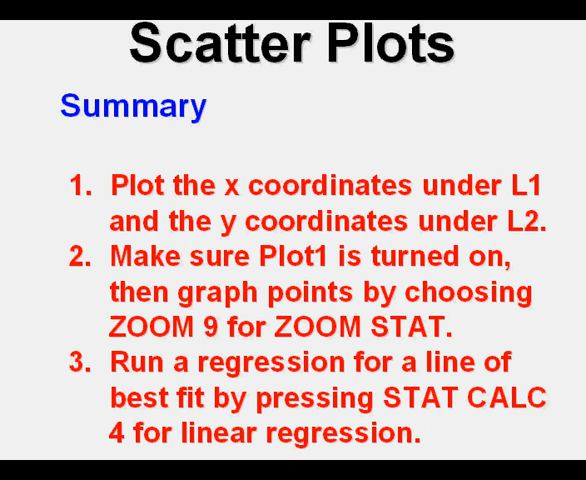 Scatter Plots
Summary
1. Plot the x coordinates under L1
and the y coordinates under L2.
2. Make sure Plot1 is turned on,
then graph points by choosing
ZOOM 9 for ZOOM STAT.
3. Run a regression for a line of
best fit by pressing STAT CALC
4 for linear regression.